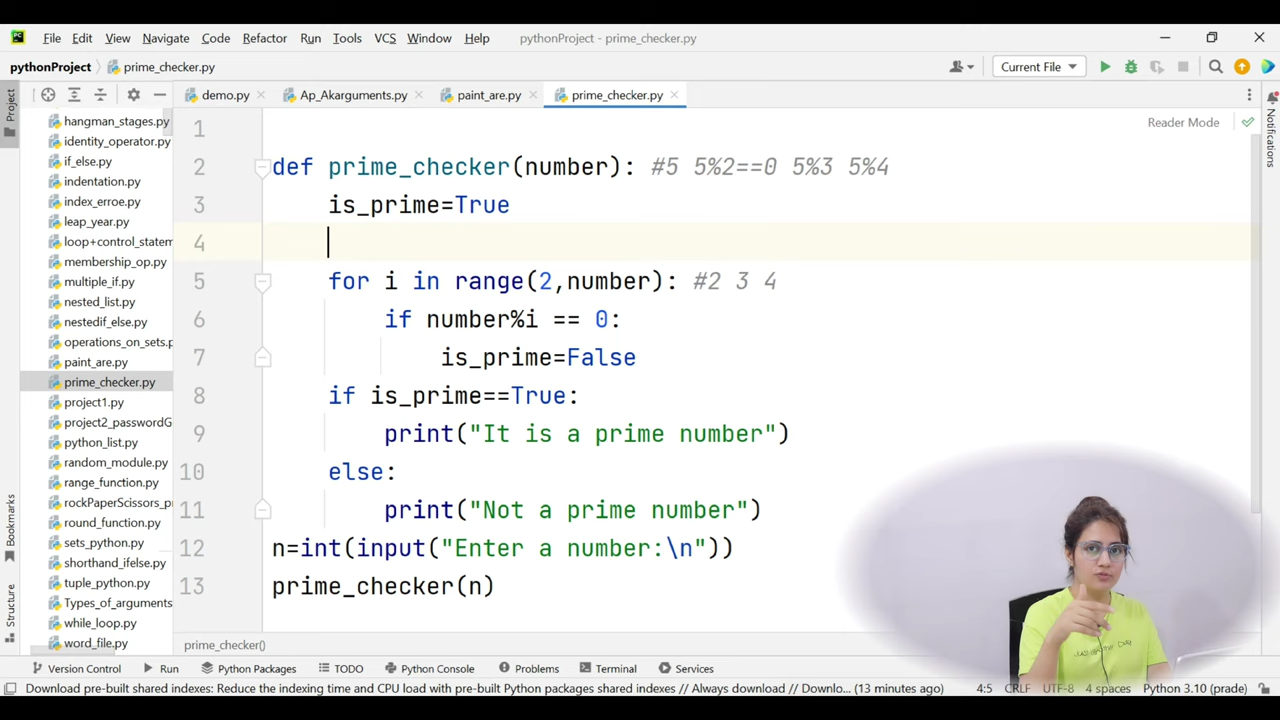 File Edit View Navigate Code Refactor Run Tools VCS Window Help pythonProject - prime_checker.py
pythonProject prime_checker.py Current File
Project
demo.py Ap_Akarguments.py paint_are.py prime_checker.py
Notifications
Reader Mode
hangman_stages.py
identity_operator.py
if_else.py
indentation.py
index_erroe.py
leap_year.py
loop+control_statem
membership_op.py
multiple_if.py
nested_list.py
nestedif_else.py
operations_on_sets.p
paint_are.py
prime_checker.py
project1.py
project2_passwordG
python_list.py
random_module.py
range_function.py
rockPaperScissors_pr
round_function.py
sets_python.py
shorthand_ifelse.py
tuple_python.py
Types_of_arguments
while_loop.py
word_file.py
1
2 def prime_checker(number): #5 5%2==0 5%3 5%4
3 is_prime=True
4
5 for i in range(2,number): #2 3 4
6 if number%i == 0:
7 is_prime=False
8 if is_prime==True:
9 print("It is a prime number")
10 else:
11 print("Not a prime number")
12 n=int(input("Enter a number:\n"))
13 prime_checker(n)
Bookmarks
Structure
prime_checker()
Version Control Run Python Packages TODO Python Console Problems Terminal Services
Download pre-built shared indexes: Reduce the indexing time and CPU load with pre-built Python packages shared indexes // Always download // Downlo... (13 minutes ago) 4:5 CRLF UTF-8 4 spaces Python 3.10 (prade)